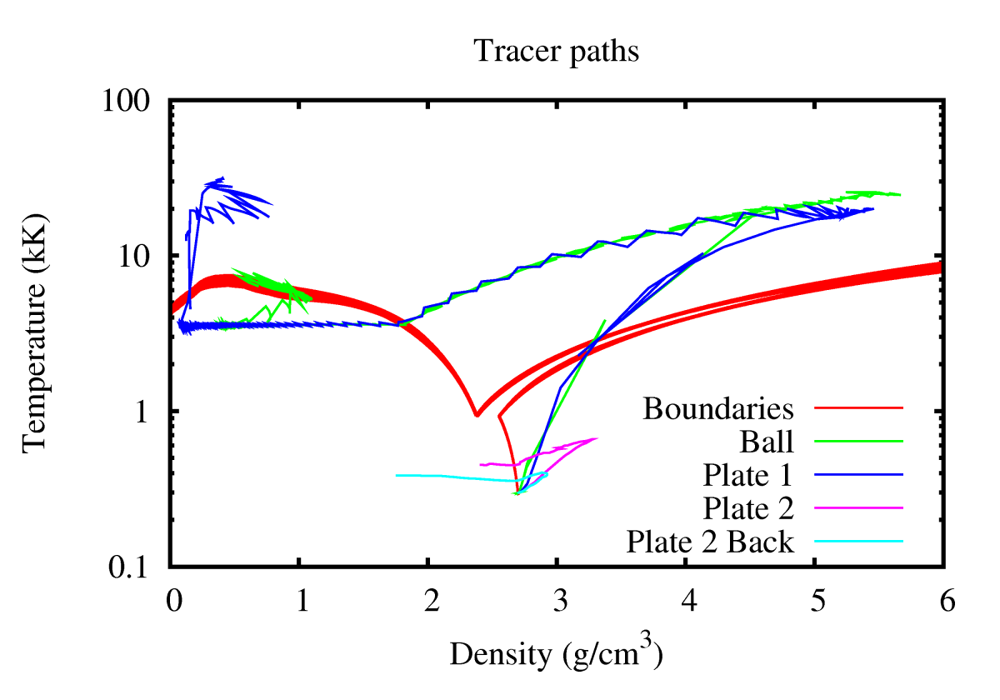 Tracer paths
100
10
1
0.1
Temperature (kK)
Boundaries
Ball
Plate 1
Plate 2
Plate 2 Back
0 1 2 3 4 5 6
Density (g/cm³)